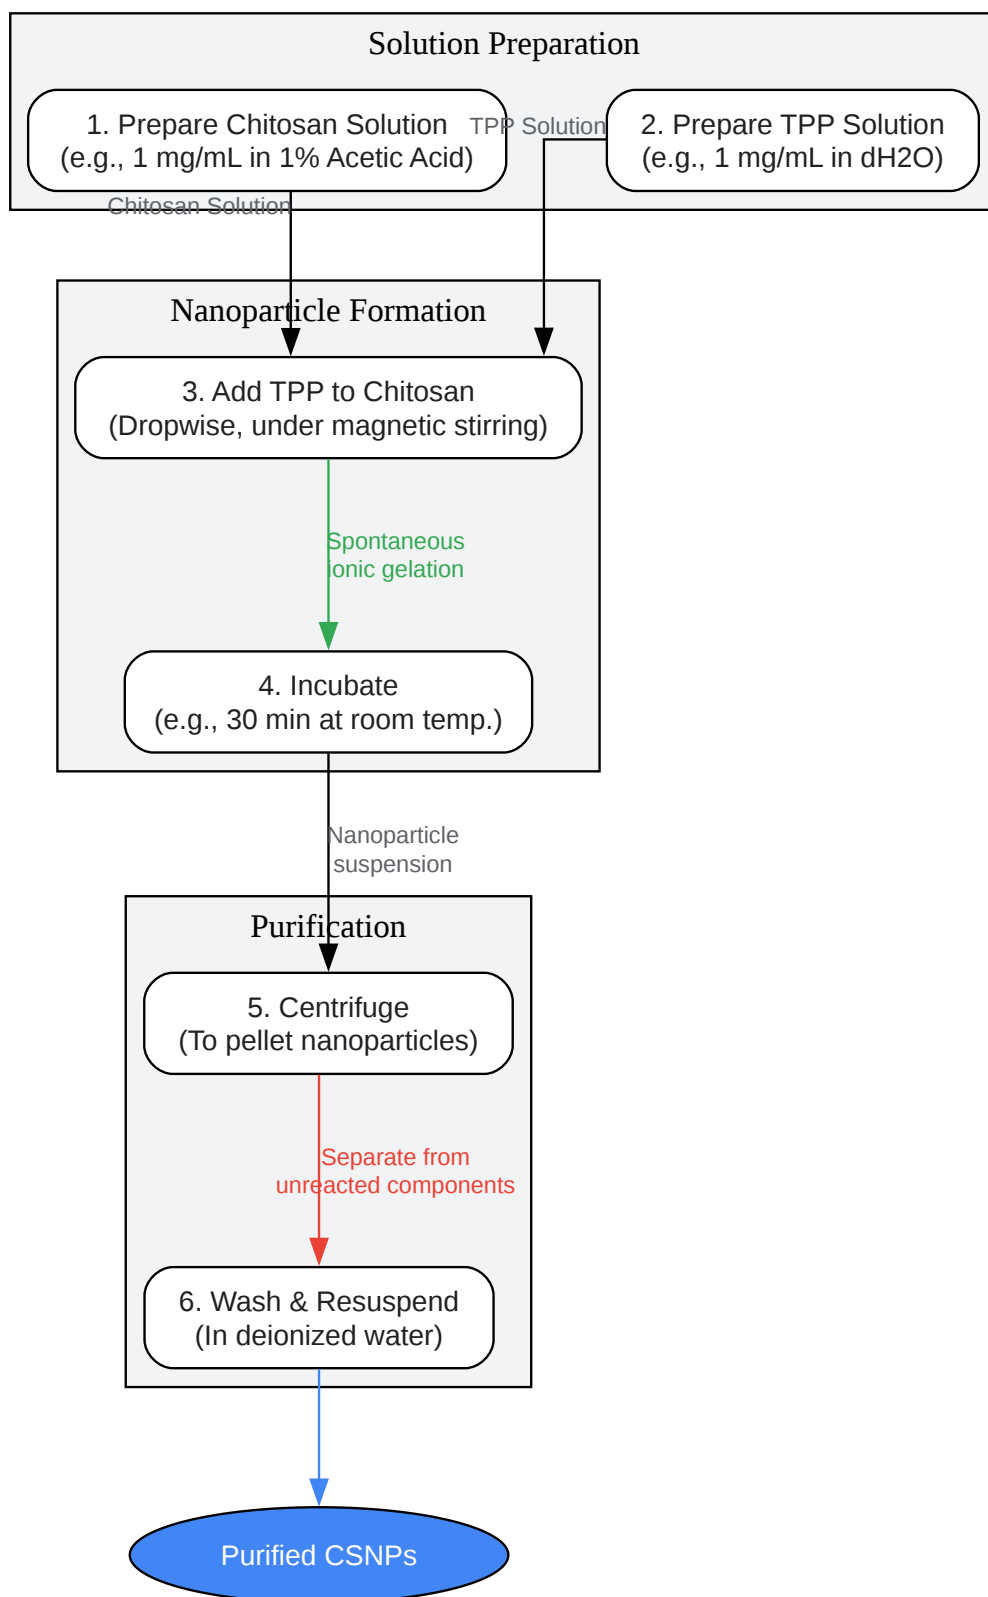 Solution Preparation
1. Prepare Chitosan Solution
(e.g., 1 mg/mL in 1% Acetic Acid)
TPP Solution
2. Prepare TPP Solution
(e.g., 1 mg/mL in dH2O)
Chitosan Solution
Nanoparticle Formation
3. Add TPP to Chitosan
(Dropwise, under magnetic stirring)
Spontaneous
ionic gelation
4. Incubate
(e.g., 30 min at room temp.)
Nanoparticle
suspension
Purification
5. Centrifuge
(To pellet nanoparticles)
Separate from
unreacted components
6. Wash & Resuspend
(In deionized water)
Purified CSNPs